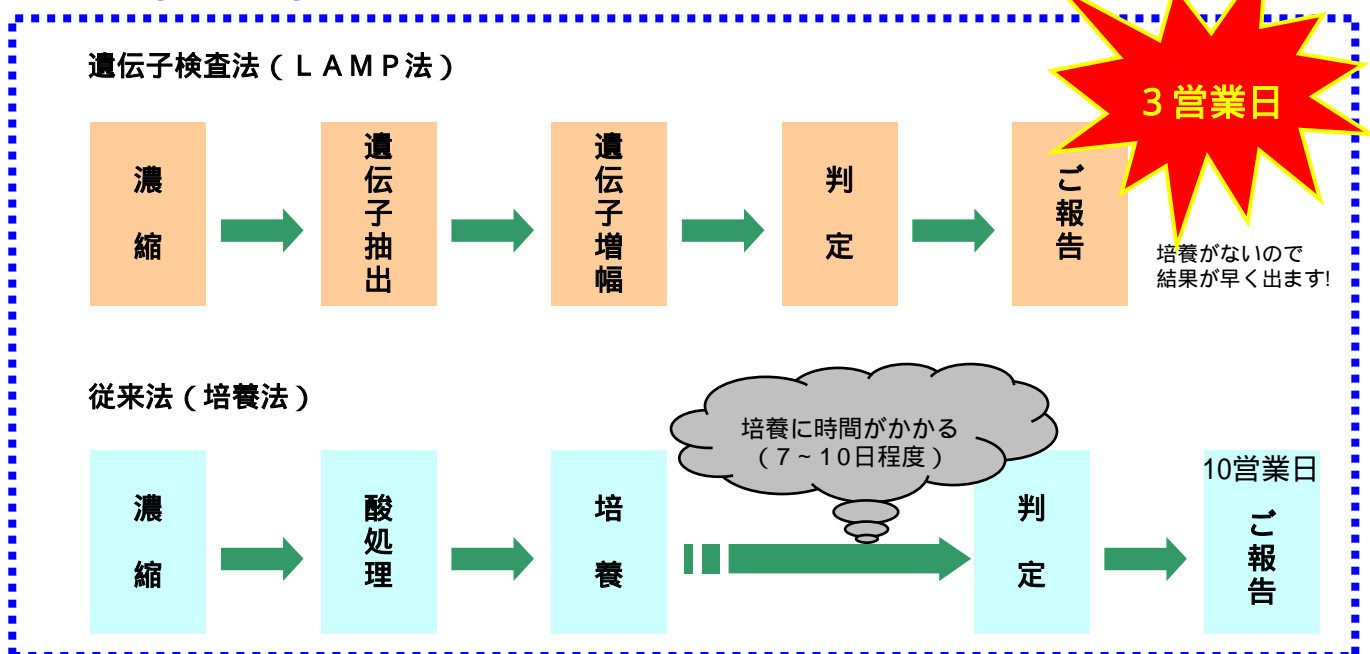 遺伝子検査法(LAMP法)
3営業日
濃縮
遺伝子抽出
遺伝子増幅
判定
ご報告
培養がないので
結果が早く出ます!
従来法(培養法)
培養に時間がかかる
(7~10日程度)
濃縮
酸処理
培養
判定
10営業日
ご報告